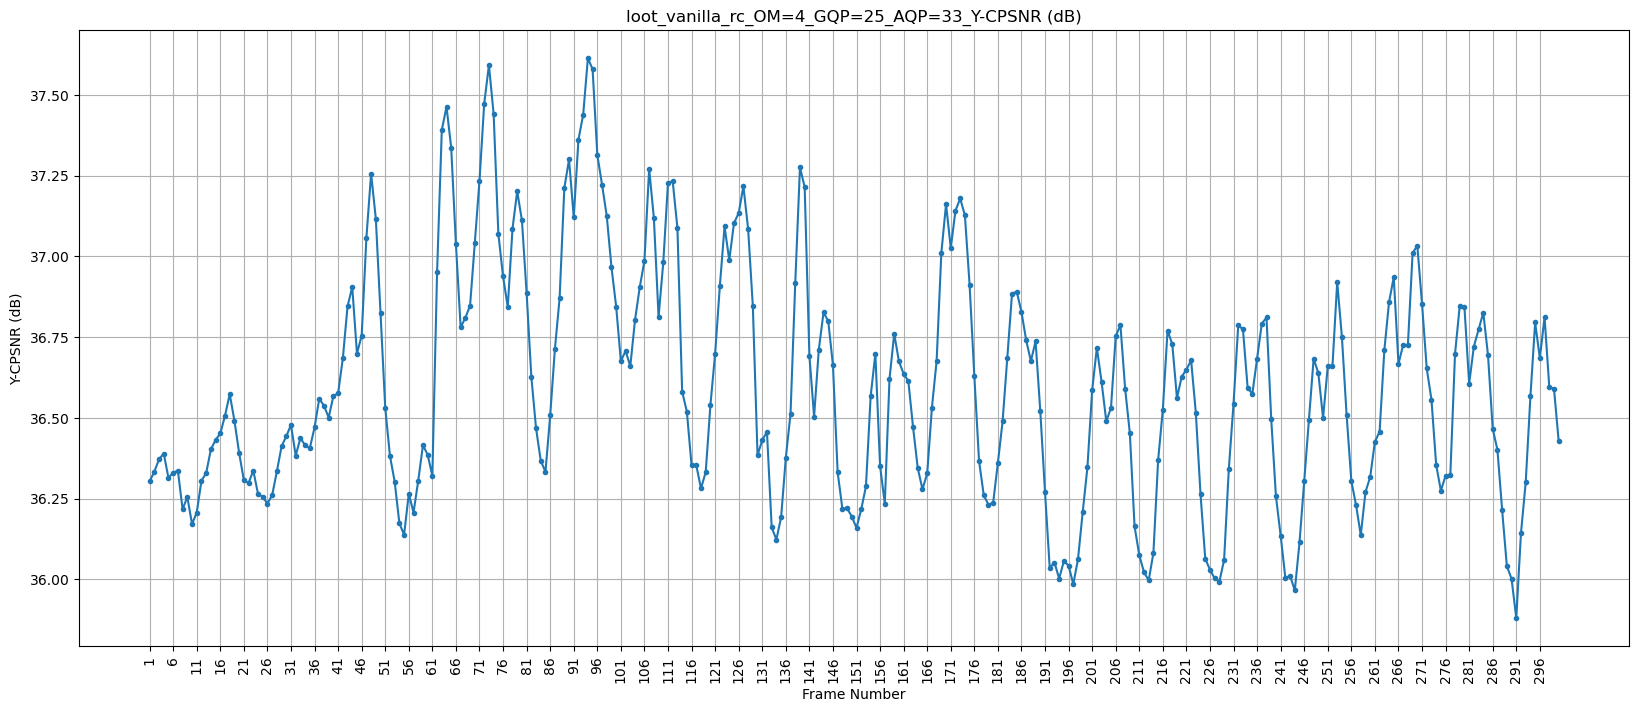 loot_vanilla_rc_OM=4_GQP=25_AQP=33_Y-CPSNR (dB)
Y-CPSNR (dB)
37.50
37.25
37.00
36.75
36.50
36.25
36.00
1 6 11 16 21 26 31 36 41 46 51 56 61 66 71 76 81 86 91 96 101 106 111 116 121 126 131 136 141 146 151 156 161 166 171 176 181 186 191 196 201 206 211 216 221 226 231 236 241 246 251 256 261 266 271 276 281 286 291 296
Frame Number